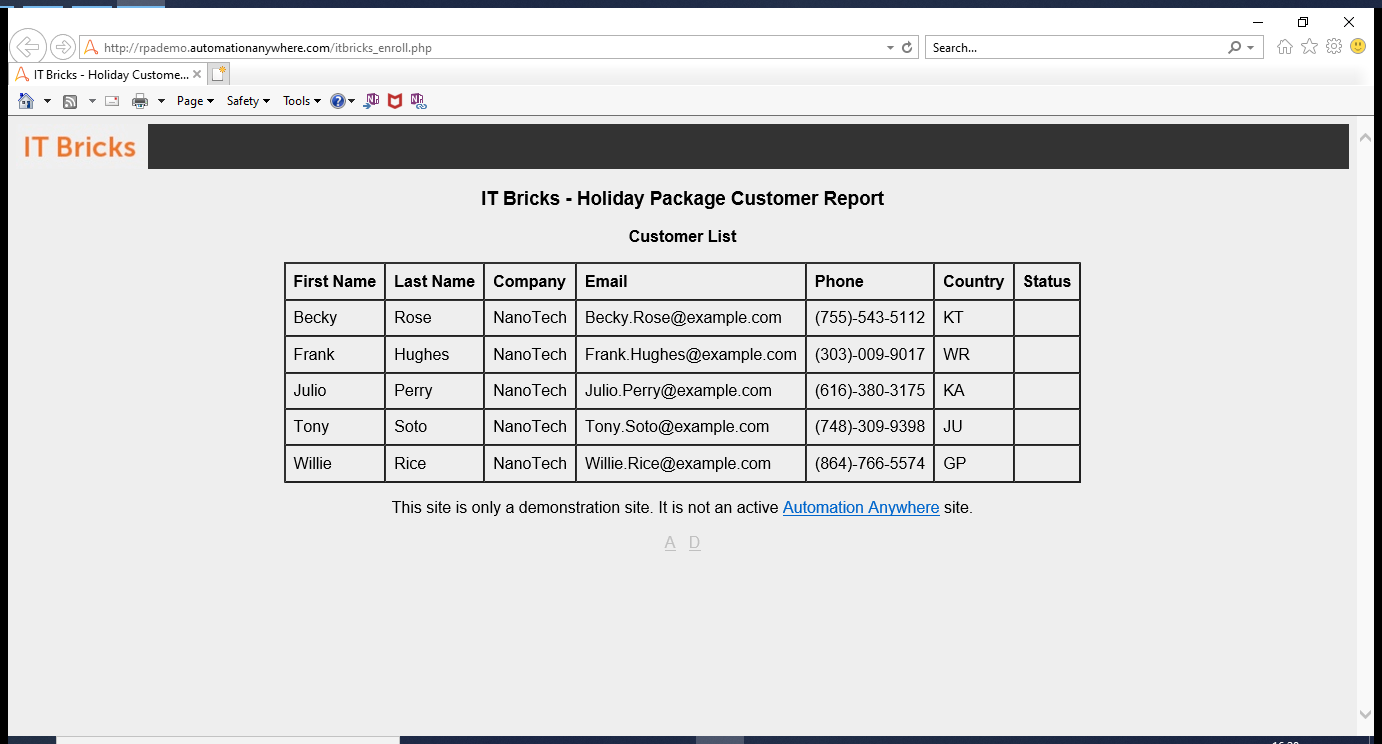 http://rpademo.automationanywhere.com/itbricks_enroll.php
Search...
IT Bricks - Holiday Custome...
Page
Safety
Tools
IT Bricks
IT Bricks - Holiday Package Customer Report
Customer List
First Name Last Name Company Email Phone Country Status
Becky Rose NanoTech Becky.Rose@example.com (755)-543-5112 KT
Frank Hughes NanoTech Frank.Hughes@example.com (303)-009-9017 WR
Julio Perry NanoTech Julio.Perry@example.com (616)-380-3175 KA
Tony Soto NanoTech Tony.Soto@example.com (748)-309-9398 JU
Willie Rice NanoTech Willie.Rice@example.com (864)-766-5574 GP
This site is only a demonstration site. It is not an active Automation Anywhere site.
A D